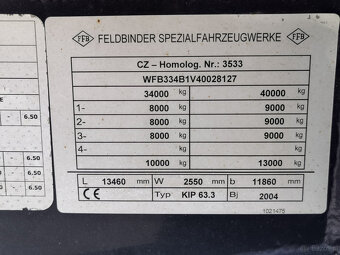 FFB FELDBINDER SPEZIALFAHRZEUGWERKE FFB
CZ – Homolog. Nr.: 3533
WFB334B1V40028127
34000 kg 40000 kg
1- 8000 kg 9000 kg
2- 8000 kg 9000 kg
3- 8000 kg 9000 kg
4- kg kg
10000 kg 13000 kg
L 13460 mm W 2550 mm b 11860 mm
CE Typ KIP 63.3 Bj 2004
1021475
- 6.50
- 6.50
- 6.50
- 6.50